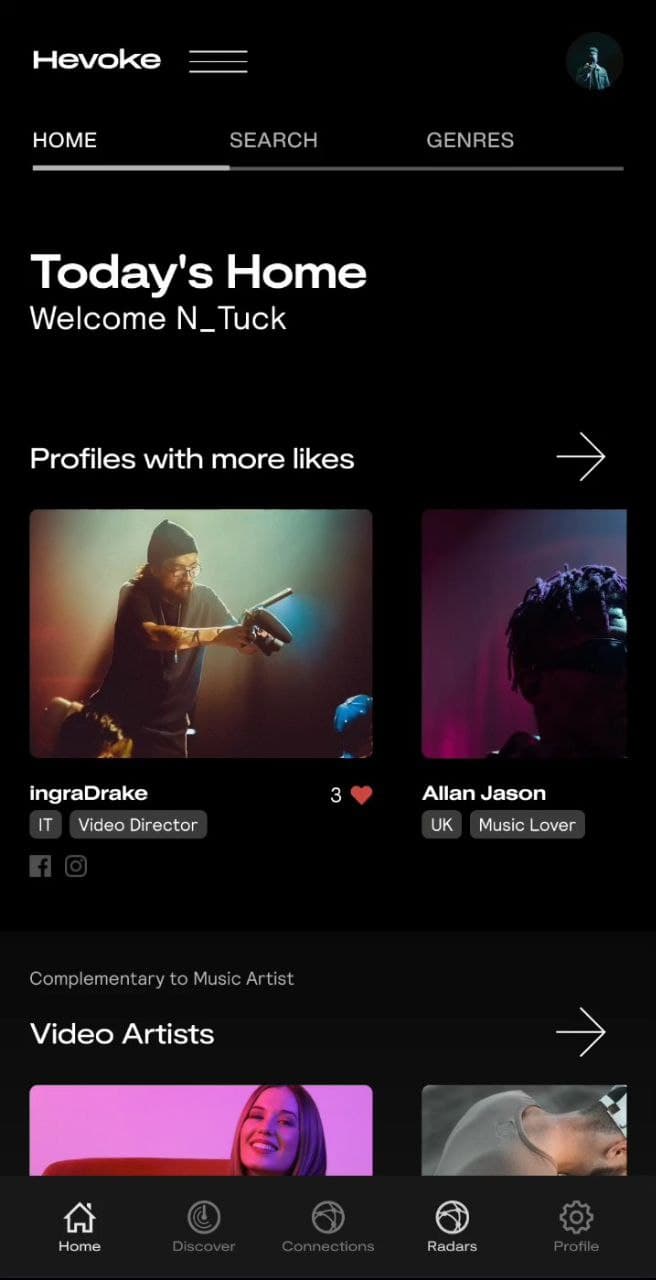 Hevoke
HOME SEARCH GENRES
Today's Home
Welcome N_Tuck
Profiles with more likes
ingraDrake 3
IT Video Director
Allan Jason
UK Music Lover
Complementary to Music Artist
Video Artists
Home Discover Connections Radars Profile